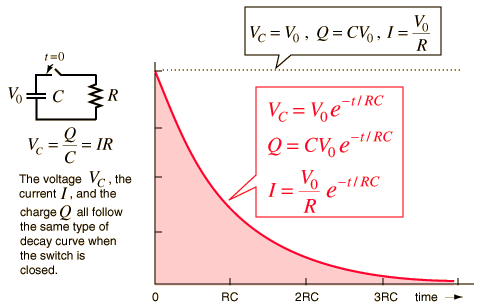 V_C = V_0 , Q = CV_0 , I = V_0/R
t=0
V_0 C R
V_C = Q/C = IR
The voltage V_C , the
current I , and the
charge Q all follow
the same type of
decay curve when
the switch is
closed.
V_C = V_0 e^{-t/RC}
Q = CV_0 e^{-t/RC}
I = V_0/R e^{-t/RC}
0 RC 2RC 3RC time